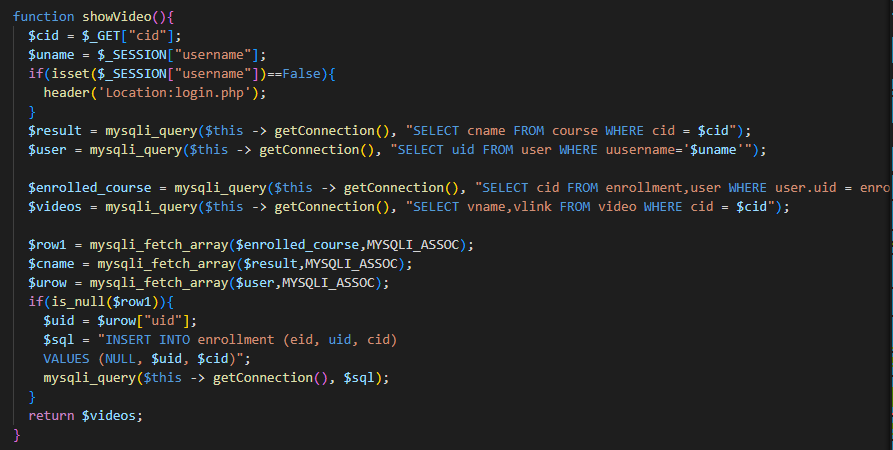 function showVideo(){
$cid = $_GET["cid"];
$uname = $_SESSION["username"];
if(isset($_SESSION["username"])==False){
header('Location:login.php');
}
$result = mysqli_query($this -> getConnection(), "SELECT cname FROM course WHERE cid = $cid");
$user = mysqli_query($this -> getConnection(), "SELECT uid FROM user WHERE uusername='$uname'");
$enrolled_course = mysqli_query($this -> getConnection(), "SELECT cid FROM enrollment,user WHERE user.uid = enro
$videos = mysqli_query($this -> getConnection(), "SELECT vname,vlink FROM video WHERE cid = $cid");
$row1 = mysqli_fetch_array($enrolled_course,MYSQLI_ASSOC);
$cname = mysqli_fetch_array($result,MYSQLI_ASSOC);
$urow = mysqli_fetch_array($user,MYSQLI_ASSOC);
if(is_null($row1)){
$uid = $urow["uid"];
$sql = "INSERT INTO enrollment (eid, uid, cid)
VALUES (NULL, $uid, $cid)";
mysqli_query($this -> getConnection(), $sql);
}
return $videos;
}